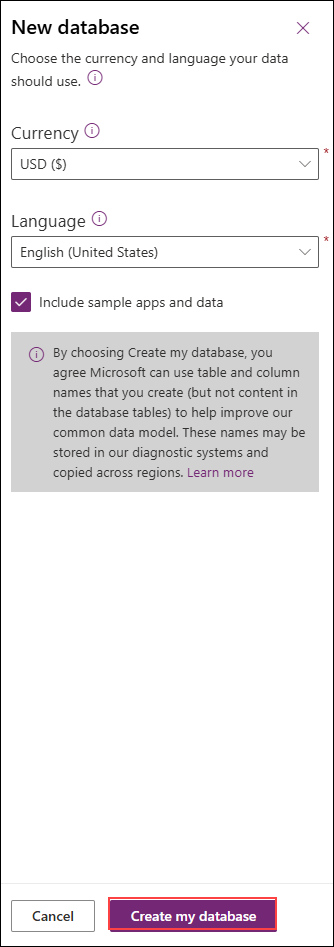 New database
Choose the currency and language your data
should use.
Currency
*
USD ($)
Language
*
English (United States)
Include sample apps and data
By choosing Create my database, you
agree Microsoft can use table and column
names that you create (but not content in
the database tables) to help improve our
common data model. These names may be
stored in our diagnostic systems and
copied across regions. Learn more
Cancel
Create my database